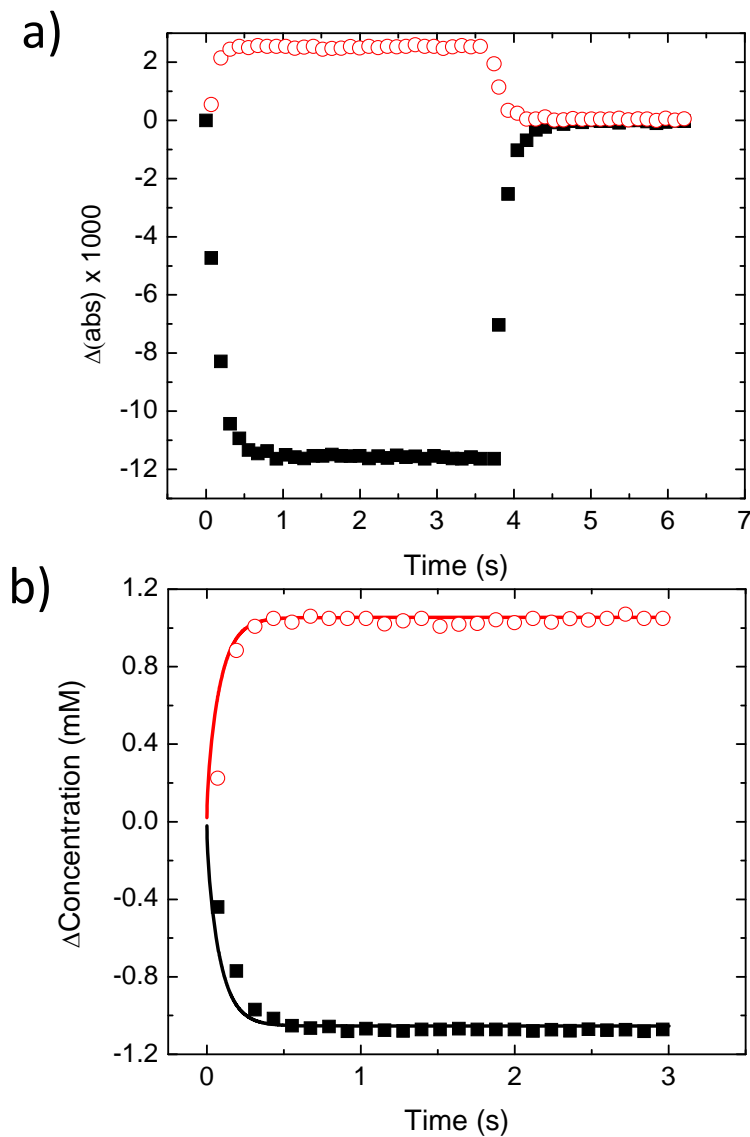 a)
2
0
-2
-4
-6
-8
-10
-12
Δ(abs) x 1000
0 1 2 3 4 5 6 7
Time (s)
b)
1.2
0.8
0.4
0.0
-0.4
-0.8
-1.2
ΔConcentration (mM)
0 1 2 3
Time (s)